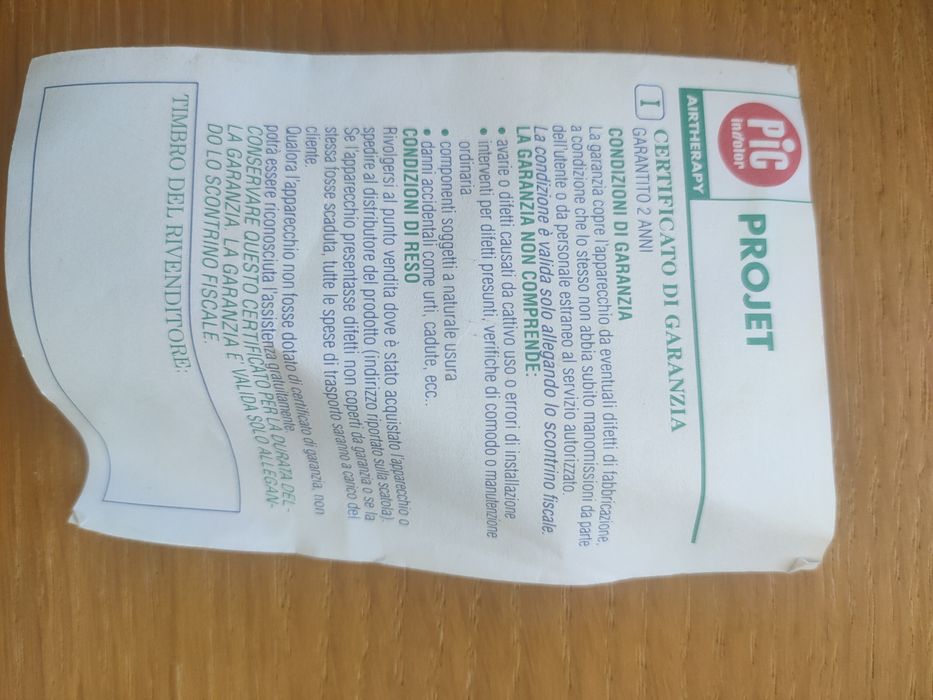 PiC
indolor
AIRTHERAPY
PROJET
CERTIFICATO DI GARANZIA
I
GARANTITO 2 ANNI
CONDIZIONI DI GARANZIA
La garanzia copre l'apparecchio da eventuali difetti di fabbricazione,
a condizione che lo stesso non abbia subito manomissioni da parte
dell'utente o da personale estraneo al servizio autorizzato.
La condizione è valida solo allegando lo scontrino fiscale.
LA GARANZIA NON COMPRENDE:
• avarie o difetti causati da cattivo uso o errori di installazione
• interventi per difetti presunti, verifiche di comodo o manutenzione
ordinaria
• componenti soggetti a naturale usura
• danni accidentali come urti, cadute, ecc..
CONDIZIONI DI RESO
Rivolgersi al punto vendita dove è stato acquistato l'apparecchio o
spedire al distributore del prodotto (indirizzo riportato sulla scatola).
Se l'apparecchio presentasse difetti non coperti da garanzia o se la
stessa fosse scaduta, tutte le spese di trasporto saranno a carico del
cliente.
Qualora l'apparecchio non fosse dotato di certificato di garanzia, non
potrà essere riconosciuta l'assistenza gratuitamente.
CONSERVARE QUESTO CERTIFICATO PER LA DURATA DEL-
LA GARANZIA. LA GARANZIA È VALIDA SOLO ALLEGAN-
DO LO SCONTRINO FISCALE.
TIMBRO DEL RIVENDITORE: